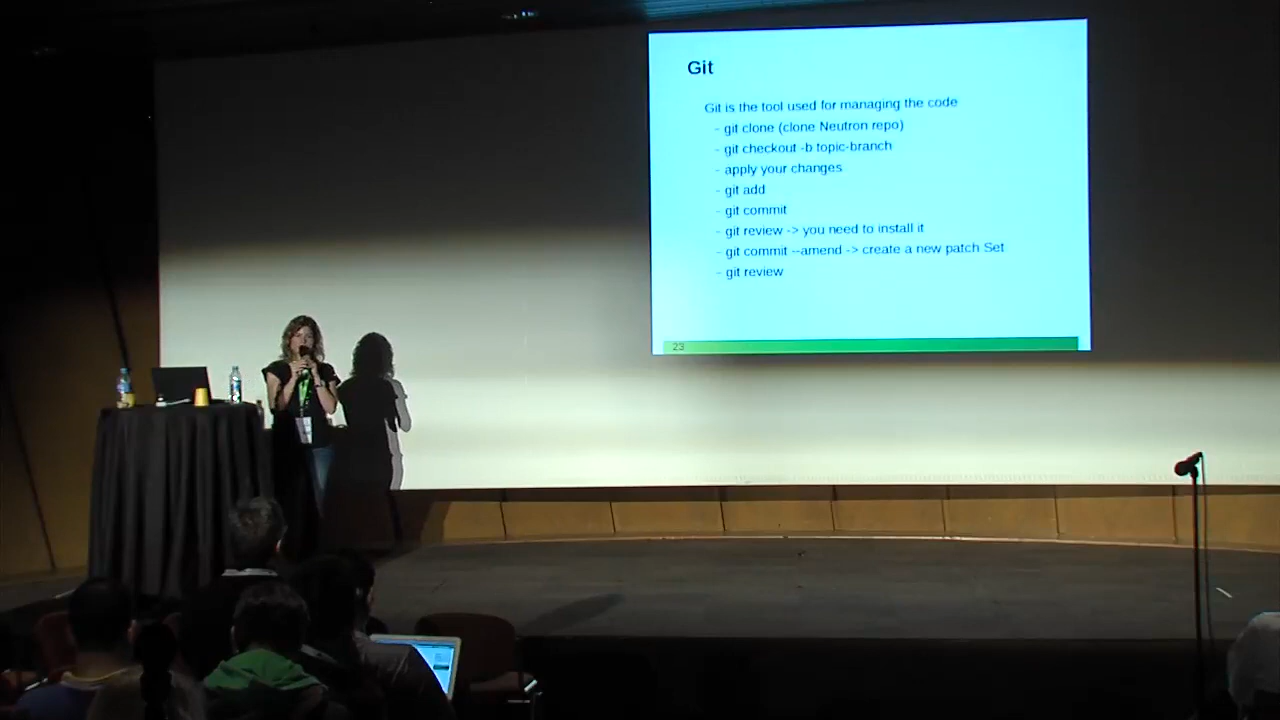 Git
Git is the tool used for managing the code
- git clone (clone Neutron repo)
- git checkout -b topic-branch
- apply your changes
- git add
- git commit
- git review -> you need to install it
- git commit --amend -> create a new patch Set
- git review
23